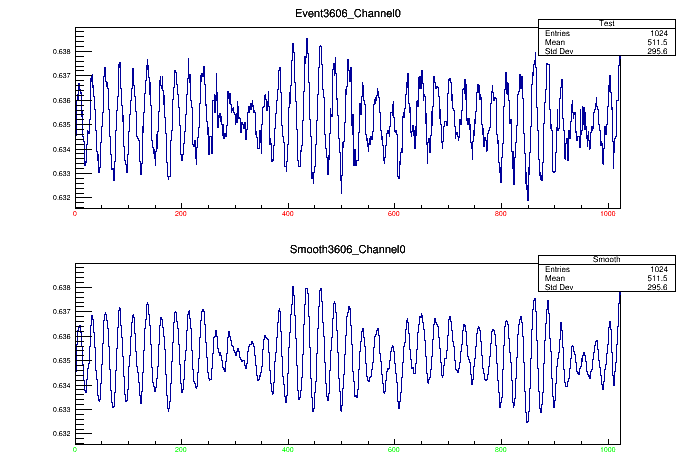 Event3606_Channel0
Test
Entries 1024
Mean 511.5
Std Dev 295.6
0.638
0.637
0.636
0.635
0.634
0.633
0.632
0 200 400 600 800 1000
Smooth3606_Channel0
Smooth
Entries 1024
Mean 511.5
Std Dev 295.6
0.638
0.637
0.636
0.635
0.634
0.633
0.632
0 200 400 600 800 1000